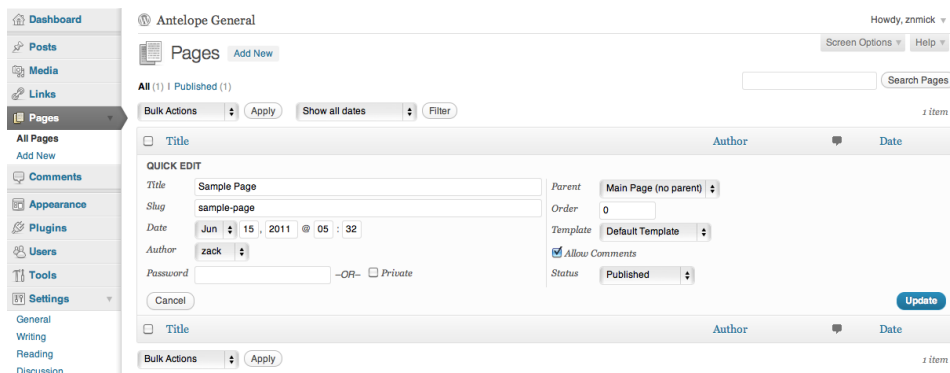 Dashboard
Posts
Media
Links
Pages
All Pages
Add New
Comments
Appearance
Plugins
Users
Tools
Settings
General
Writing
Reading
Discussion
Antelope General
Howdy, znmick
Screen Options Help
Pages Add New
All (1) | Published (1)
Search Pages
Bulk Actions Apply Show all dates Filter 1 item
Title Author Date
QUICK EDIT
Title Sample Page
Slug sample-page
Date Jun 15 , 2011 @ 05 : 32
Author zack
Password –OR– Private
Parent Main Page (no parent)
Order 0
Template Default Template
Allow Comments
Status Published
Cancel Update
Title Author Date
Bulk Actions Apply 1 item